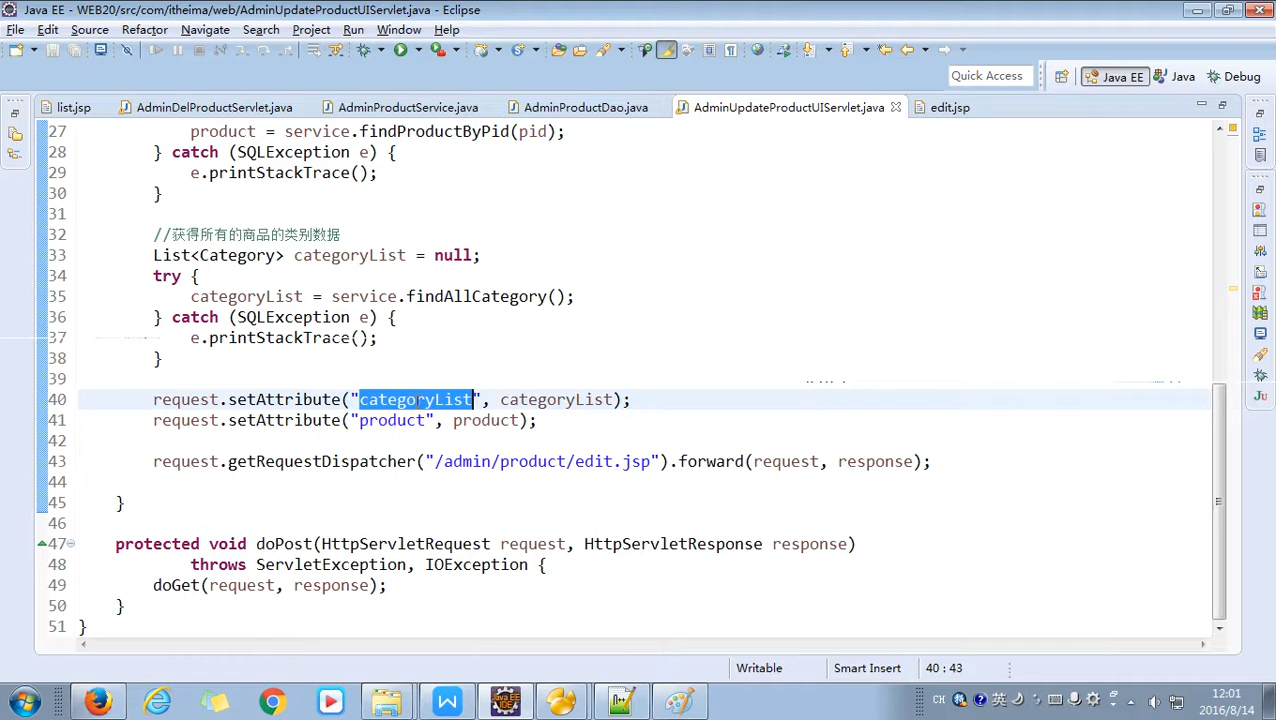 Java EE - WEB20/src/com/itheima/web/AdminUpdateProductUIServlet.java - Eclipse
File Edit Source Refactor Navigate Search Project Run Window Help
Quick Access
Java EE Java Debug
list.jsp AdminDelProductServlet.java AdminProductService.java AdminProductDao.java AdminUpdateProductUIServlet.java edit.jsp
27 product = service.findProductByPid(pid);
28 } catch (SQLException e) {
29 e.printStackTrace();
30 }
31
32 //获得所有的商品的类别数据
33 List<Category> categoryList = null;
34 try {
35 categoryList = service.findAllCategory();
36 } catch (SQLException e) {
37 e.printStackTrace();
38 }
39
40 request.setAttribute("categoryList", categoryList);
41 request.setAttribute("product", product);
42
43 request.getRequestDispatcher("/admin/product/edit.jsp").forward(request, response);
44
45 }
46
47 protected void doPost(HttpServletRequest request, HttpServletResponse response)
48 throws ServletException, IOException {
49 doGet(request, response);
50 }
51 }
Writable Smart Insert 40 : 43
CH 英 12:01
2016/8/14